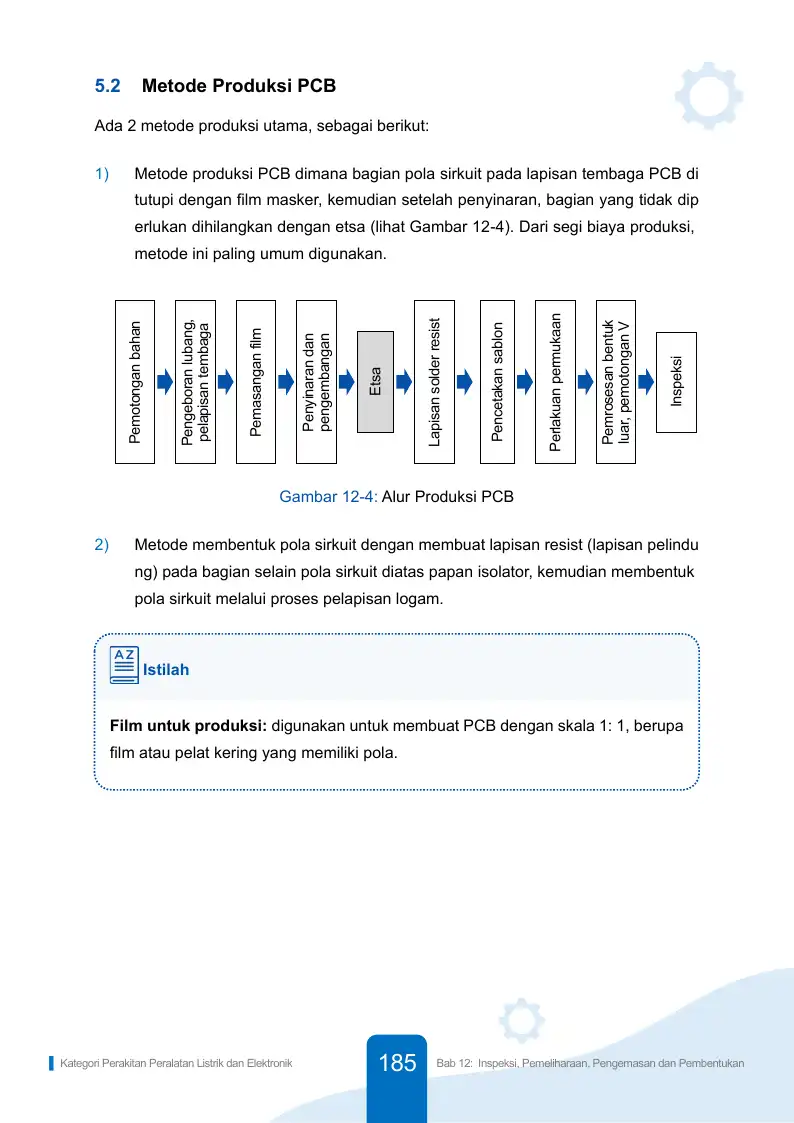 5.2 Metode Produksi PCB
Ada 2 metode produksi utama, sebagai berikut:
1) Metode produksi PCB dimana bagian pola sirkuit pada lapisan tembaga PCB di
tutupi dengan film masker, kemudian setelah penyinaran, bagian yang tidak dip
erlukan dihilangkan dengan etsa (lihat Gambar 12-4). Dari segi biaya produksi,
metode ini paling umum digunakan.
Pemotongan bahan
Pengeboran lubang,
pelapisan tembaga
Pemasangan film
Penyinaran dan
pengembangan
Etsa
Lapisan solder resist
Pencetakan sablon
Perlakuan permukaan
Pemrosesan bentuk
luar, pemotongan V
Inspeksi
Gambar 12-4: Alur Produksi PCB
2) Metode membentuk pola sirkuit dengan membuat lapisan resist (lapisan pelindu
ng) pada bagian selain pola sirkuit diatas papan isolator, kemudian membentuk
pola sirkuit melalui proses pelapisan logam.
AZ
Istilah
Film untuk produksi: digunakan untuk membuat PCB dengan skala 1: 1, berupa
film atau pelat kering yang memiliki pola.
Kategori Perakitan Peralatan Listrik dan Elektronik
185
Bab 12: Inspeksi, Pemeliharaan, Pengemasan dan Pembentukan